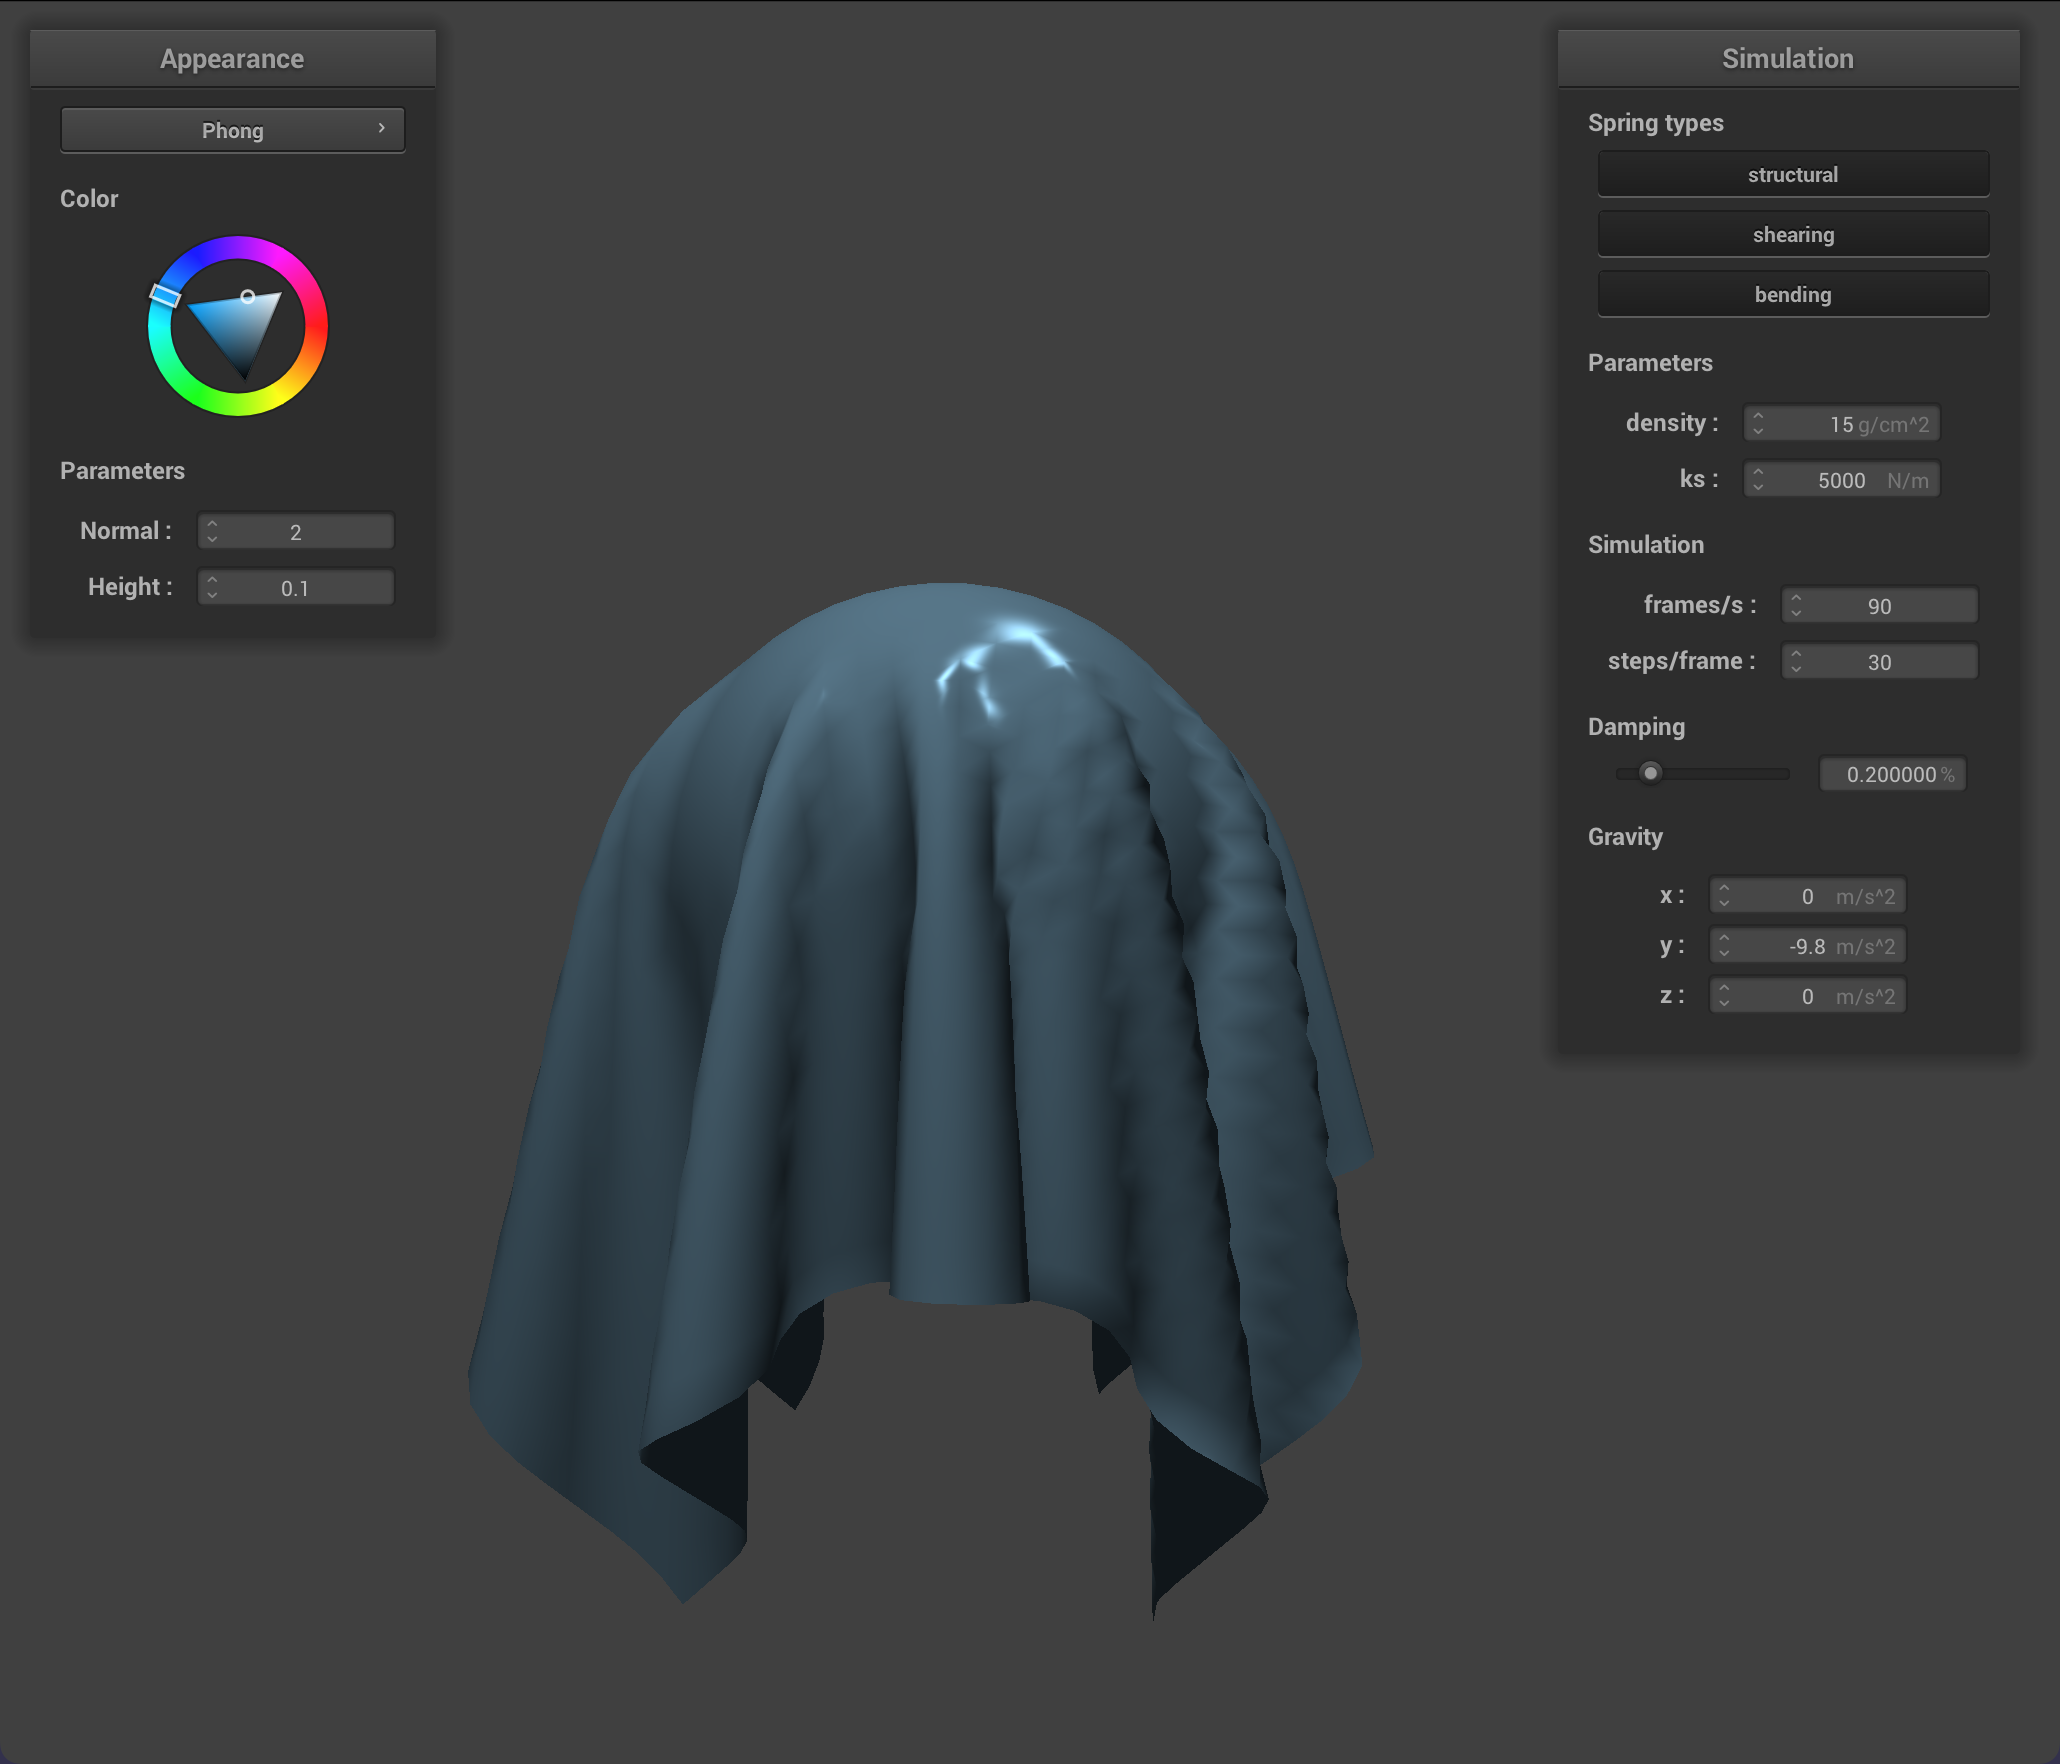 Appearance
Phong
Color
Parameters
Normal : 2
Height : 0.1
Simulation
Spring types
structural
shearing
bending
Parameters
density : 15 g/cm^2
ks : 5000 N/m
Simulation
frames/s : 90
steps/frame : 30
Damping
0.200000 %
Gravity
x : 0 m/s^2
y : -9.8 m/s^2
z : 0 m/s^2